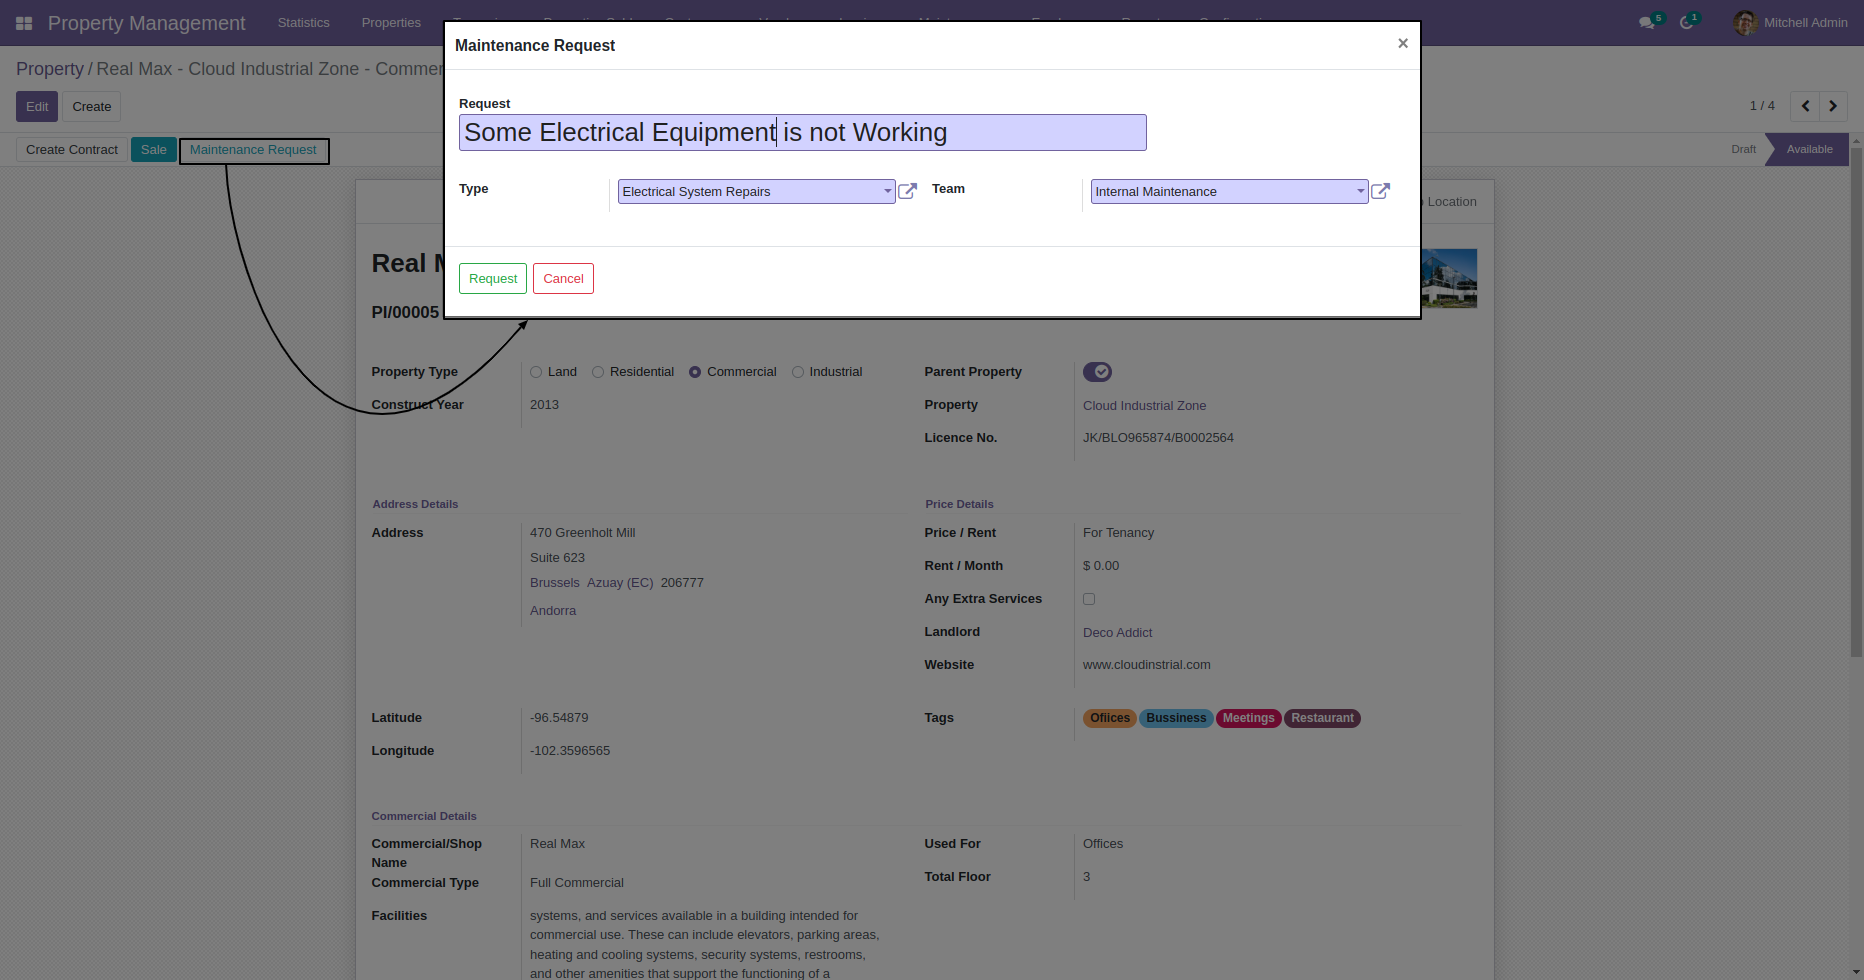 Property Management Statistics Properties
5 1 Mitchell Admin
Maintenance Request ×
Property / Real Max - Cloud Industrial Zone - Commer
Edit Create
1 / 4
Request
Some Electrical Equipment is not Working
Create Contract Sale Maintenance Request
Draft Available
Type Electrical System Repairs Team Internal Maintenance
Location
Real M
Request Cancel
PI/00005
Property Type Land Residential Commercial Industrial
Parent Property
Construct Year 2013
Property Cloud Industrial Zone
Licence No. JK/BLO965874/B0002564
Address Details
Price Details
Address 470 Greenholt Mill
Suite 623
Brussels Azuay (EC) 206777
Andorra
Price / Rent For Tenancy
Rent / Month $ 0.00
Any Extra Services
Landlord Deco Addict
Website www.cloudinstrial.com
Latitude -96.54879
Longitude -102.3596565
Tags Ofiices Bussiness Meetings Restaurant
Commercial Details
Commercial/Shop Name Real Max
Used For Offices
Commercial Type Full Commercial
Total Floor 3
Facilities systems, and services available in a building intended for
commercial use. These can include elevators, parking areas,
heating and cooling systems, security systems, restrooms,
and other amenities that support the functioning of a